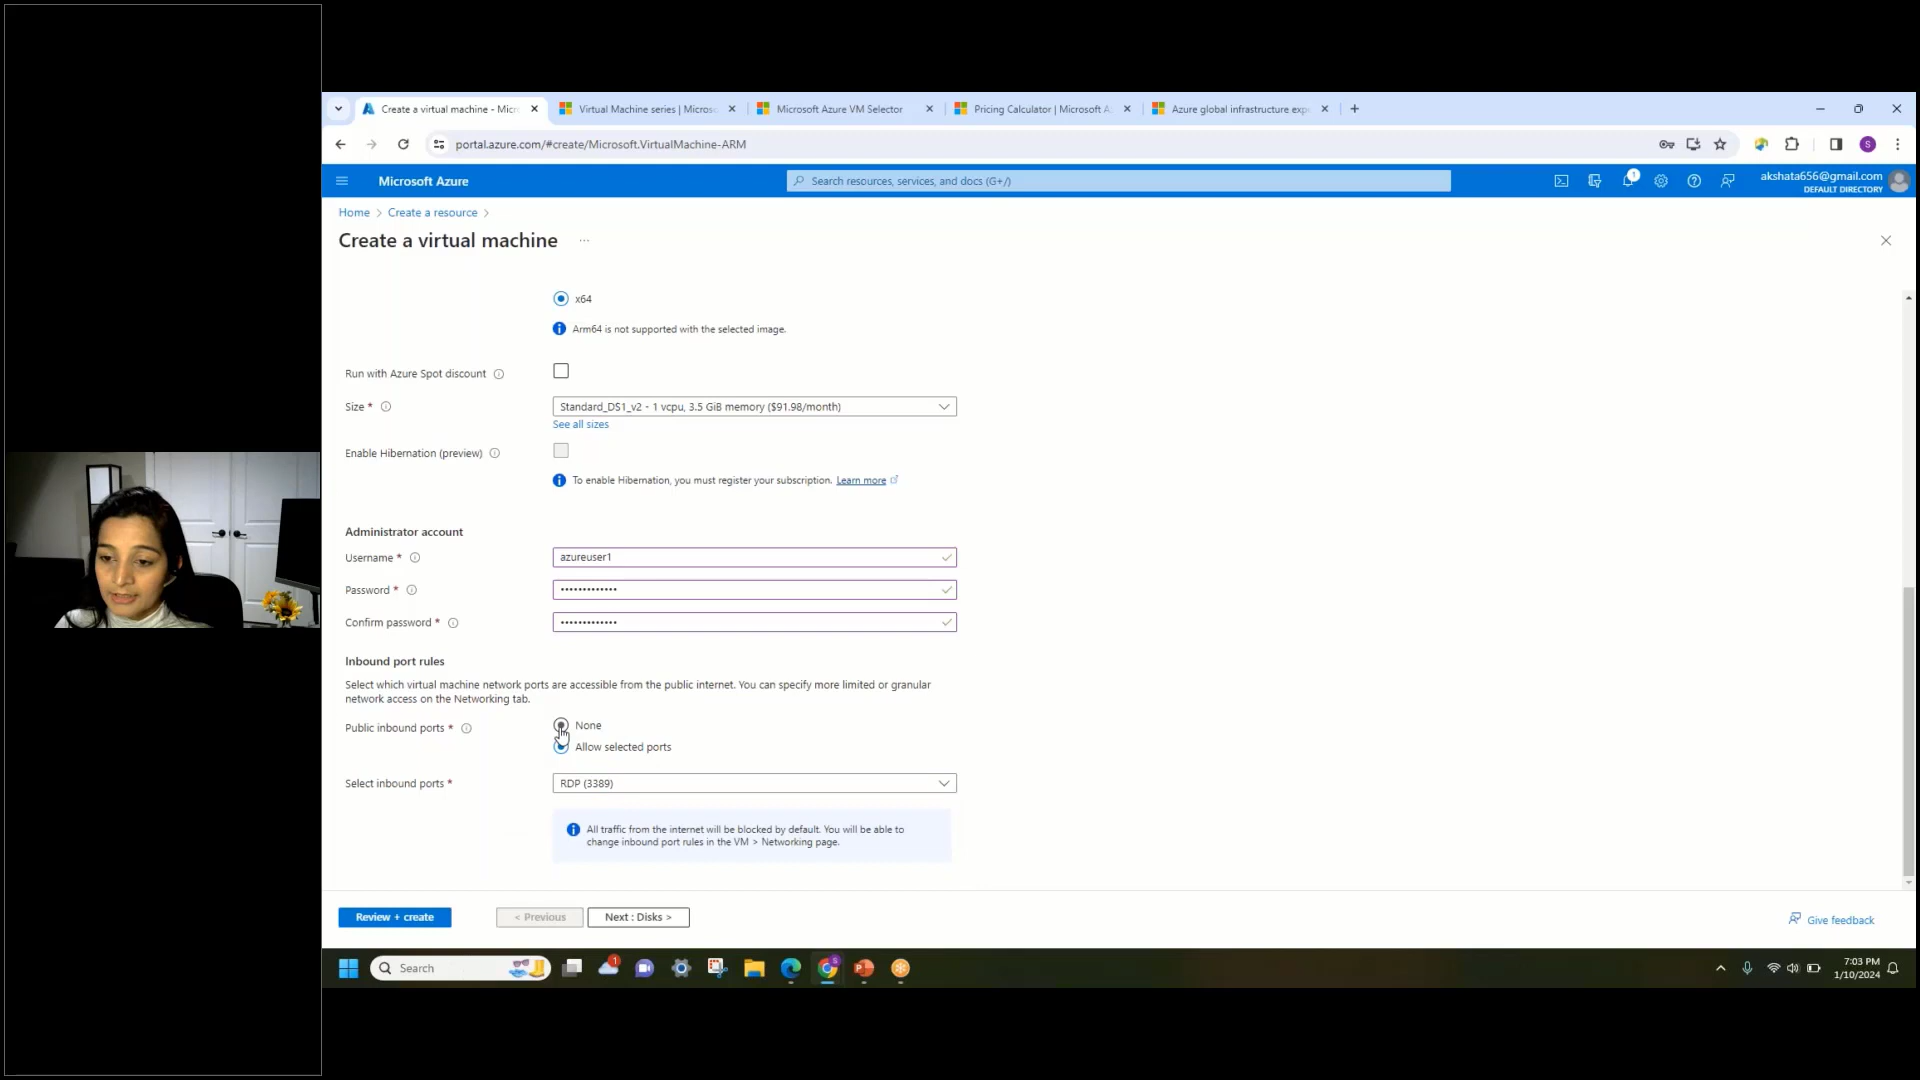 Create a virtual machine - Micr
Virtual Machine series | Micros
Microsoft Azure VM Selector
Pricing Calculator | Microsoft A
Azure global infrastructure exp
portal.azure.com/#create/Microsoft.VirtualMachine-ARM
S
Microsoft Azure
Search resources, services, and docs (G+/)
1
akshata656@gmail.com
DEFAULT DIRECTORY
Home > Create a resource >
Create a virtual machine ...
x64
Arm64 is not supported with the selected image.
Run with Azure Spot discount
Size *
Standard_DS1_v2 - 1 vcpu, 3.5 GiB memory ($91.98/month)
See all sizes
Enable Hibernation (preview)
To enable Hibernation, you must register your subscription. Learn more
Administrator account
Username *
azureuser1
Password *
•••••••••••••
Confirm password *
•••••••••••••
Inbound port rules
Select which virtual machine network ports are accessible from the public internet. You can specify more limited or granular
network access on the Networking tab.
Public inbound ports *
None
Allow selected ports
Select inbound ports *
RDP (3389)
All traffic from the internet will be blocked by default. You will be able to
change inbound port rules in the VM > Networking page.
Review + create
< Previous
Next : Disks >
Give feedback
Search
1
7:03 PM
1/10/2024